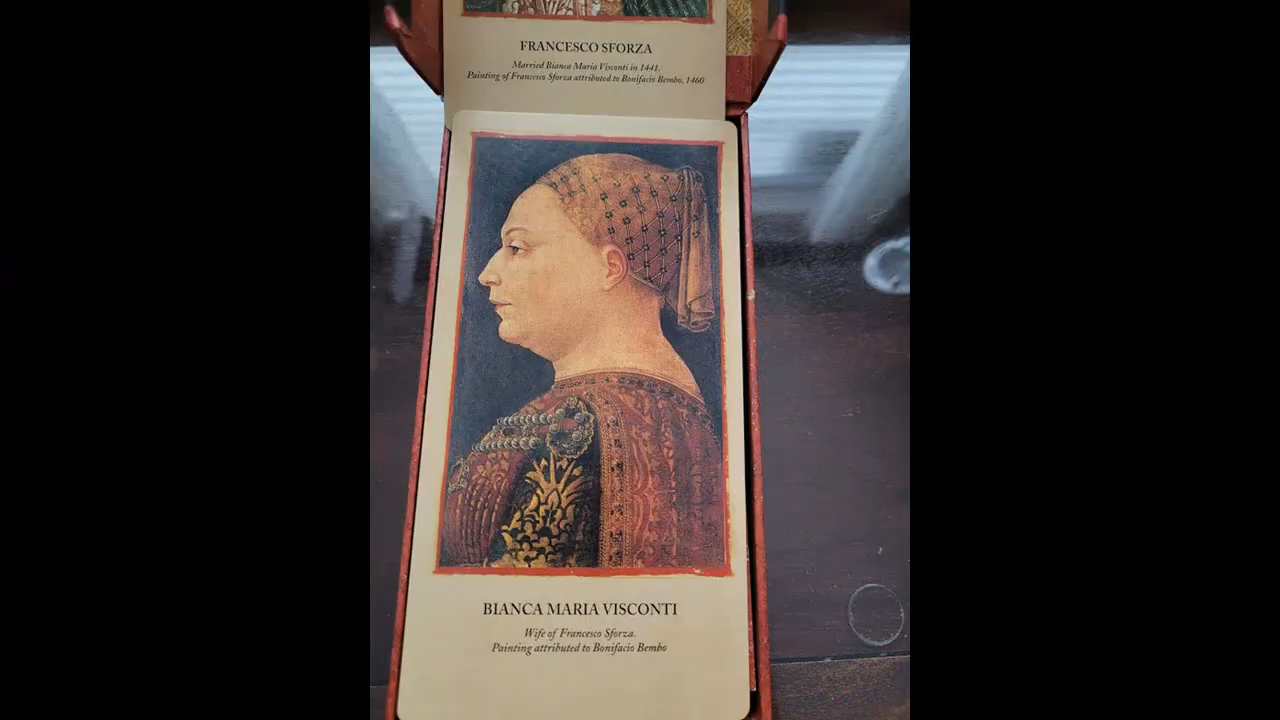 FRANCESCO SFORZA
Married Bianca Maria Visconti in 1441.
Painting of Francesco Sforza attributed to Bonifacio Bembo, 1460
BIANCA MARIA VISCONTI
Wife of Francesco Sforza.
Painting attributed to Bonifacio Bembo